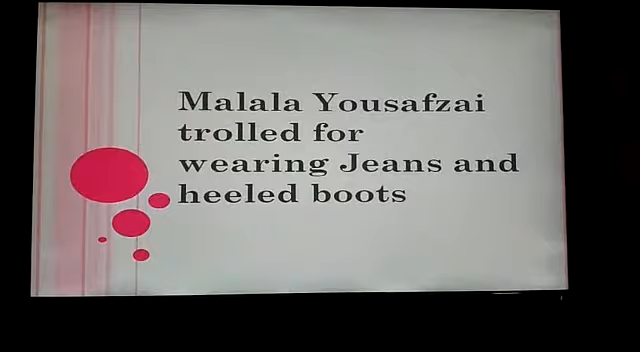 Malala Yousafzai
trolled for
wearing Jeans and
heeled boots